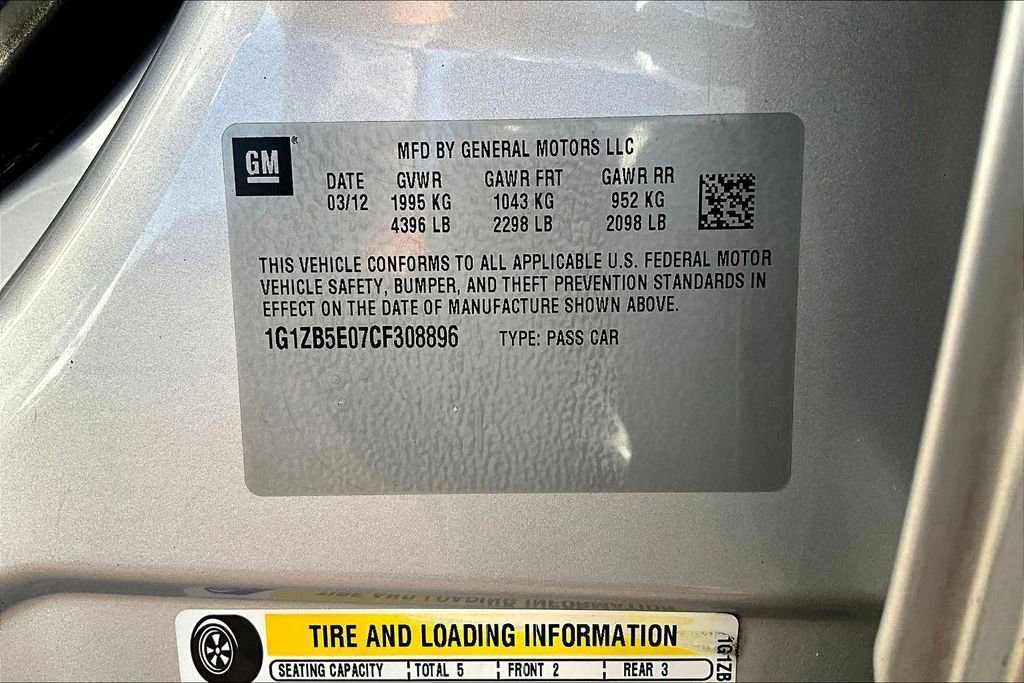 GM ®
MFD BY GENERAL MOTORS LLC
DATE GVWR GAWR FRT GAWR RR
03/12 1995 KG 1043 KG 952 KG
4396 LB 2298 LB 2098 LB
THIS VEHICLE CONFORMS TO ALL APPLICABLE U.S. FEDERAL MOTOR
VEHICLE SAFETY, BUMPER, AND THEFT PREVENTION STANDARDS IN
EFFECT ON THE DATE OF MANUFACTURE SHOWN ABOVE.
1G1ZB5E07CF308896 TYPE: PASS CAR
TIRE AND LOADING INFORMATION
SEATING CAPACITY TOTAL 5 FRONT 2 REAR 3
1G1ZB